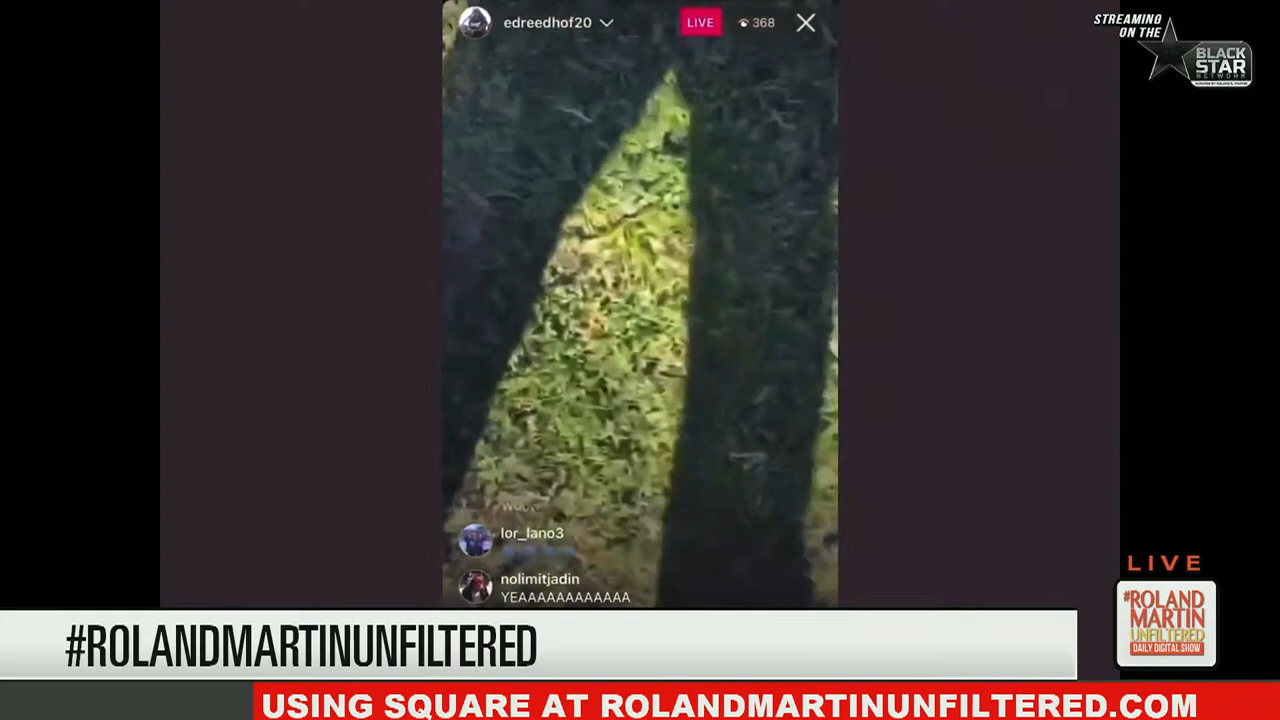 edreedhof20
LIVE
368
STREAMING
ON THE
BLACK
STAR
NETWORK
lor_lano3
nolimitjadin
YEAAAAAAAAAAAA
LIVE
#ROLAND
MARTIN
UNFILTERED
DAILY DIGITAL SHOW
#ROLANDMARTINUNFILTERED
USING SQUARE AT ROLANDMARTINUNFILTERED.COM